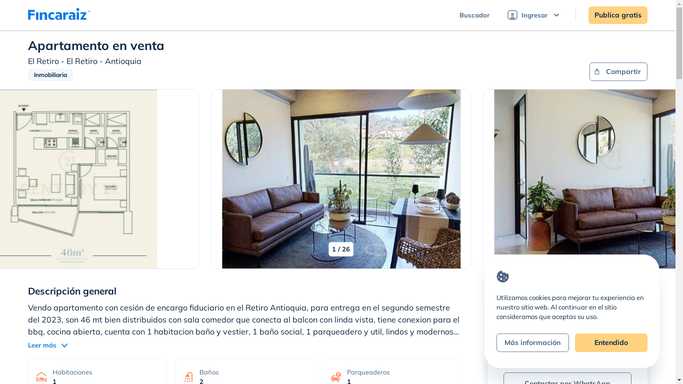 Fincaraiz
Buscador
Ingresar
Publica gratis
Apartamento en venta
El Retiro - El Retiro - Antioquia
Inmobiliaria
Compartir
46m²
1 / 26
Descripción general
Vendo apartamento con cesión de encargo fiduciario en el Retiro Antioquia, para entrega en el segundo semestre
del 2023, son 46 mt bien distribuidos con sala comedor que conecta al balcon con linda vista, tiene conexion para el
bbq, cocina abierta, cuenta con 1 habitacion baño y vestier, 1 baño social, 1 parqueadero y util, lindos y modernos...
Leer más
Habitaciones
1
Baños
2
Parqueaderos
1
Utilizamos cookies para mejorar tu experiencia en
nuestro sitio web. Al continuar en el sitio
consideramos que aceptas su uso.
Más información
Entendido
Contactar por WhatsApp